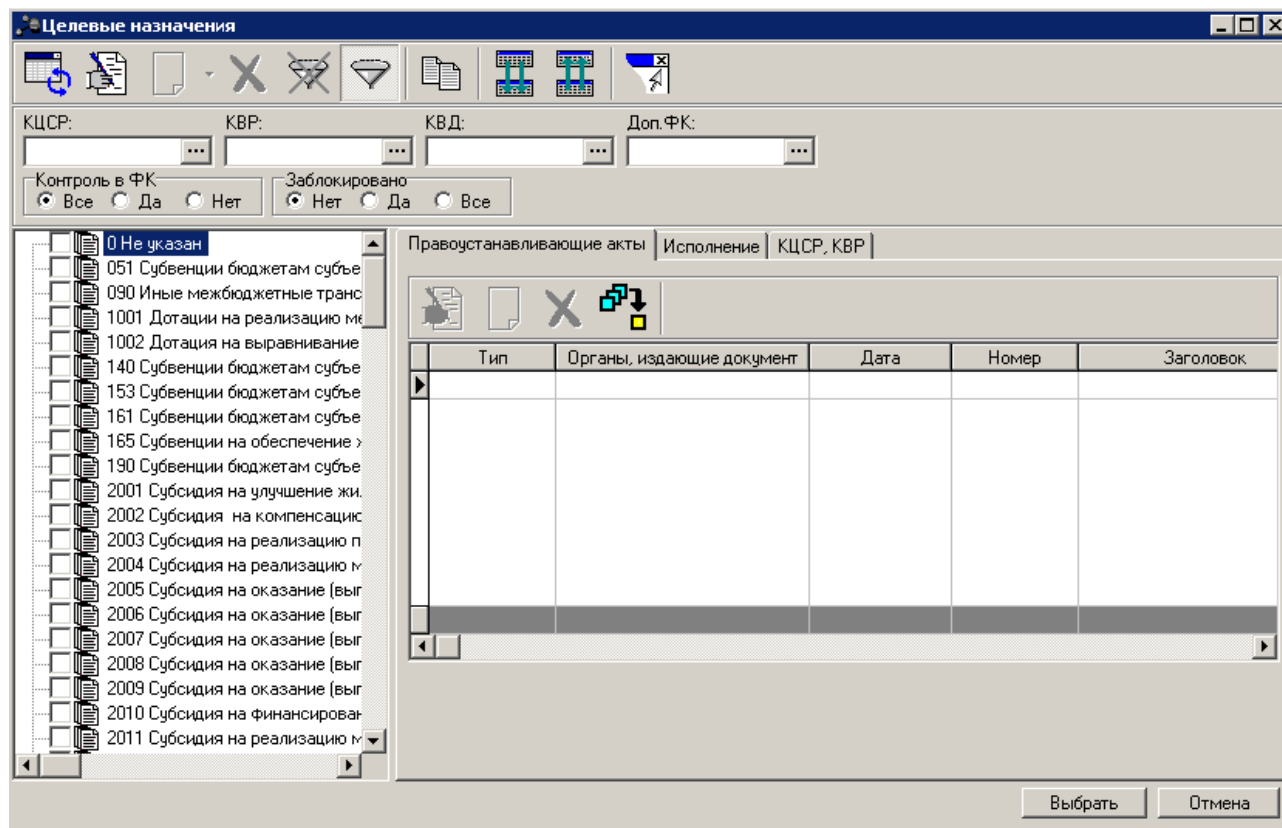 Целевые назначения
КЦСР: КВР: КВД: Доп.ФК:
... ... ... ...
Контроль в ФК Заблокировано
Все Да Нет Нет Да Все
0 Не указан
051 Субвенции бюджетам субъе
090 Иные межбюджетные транс
1001 Дотации на реализацию ме
1002 Дотация на выравнивание
140 Субвенции бюджетам субъе
153 Субвенции бюджетам субъе
161 Субвенции бюджетам субъе
165 Субвенции на обеспечение ж
190 Субвенции бюджетам субъе
2001 Субсидия на улучшение жи
2002 Субсидия на компенсацию
2003 Субсидия на реализацию п
2004 Субсидия на реализацию м
2005 Субсидия на оказание (вып
2006 Субсидия на оказание (вып
2007 Субсидия на оказание (вып
2008 Субсидия на оказание (вып
2009 Субсидия на оказание (вып
2010 Субсидия на финансирован
2011 Субсидия на реализацию м
Правоустанавливающие акты Исполнение КЦСР, КВР
Тип Органы, издающие документ Дата Номер Заголовок
Выбрать Отмена